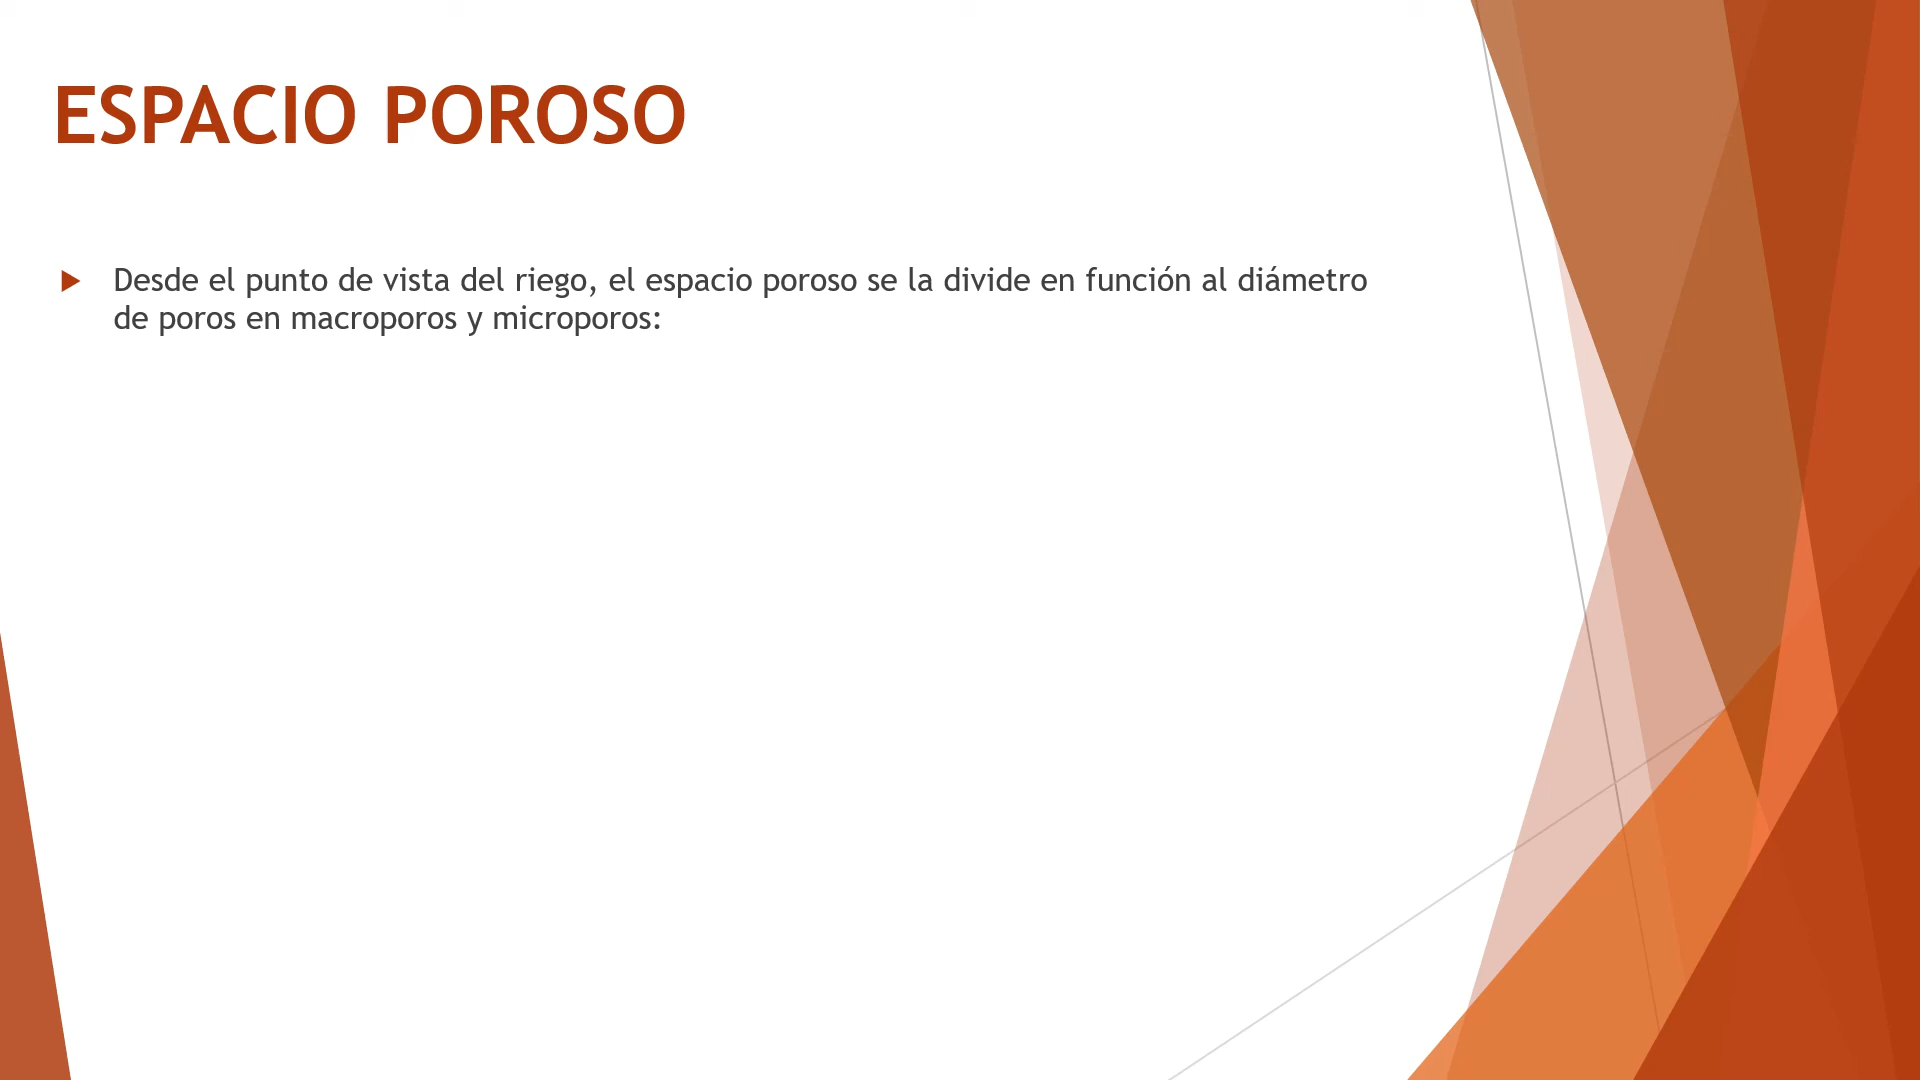 ESPACIO POROSO
Desde el punto de vista del riego, el espacio poroso se la divide en función al diámetro
de poros en macroporos y microporos: